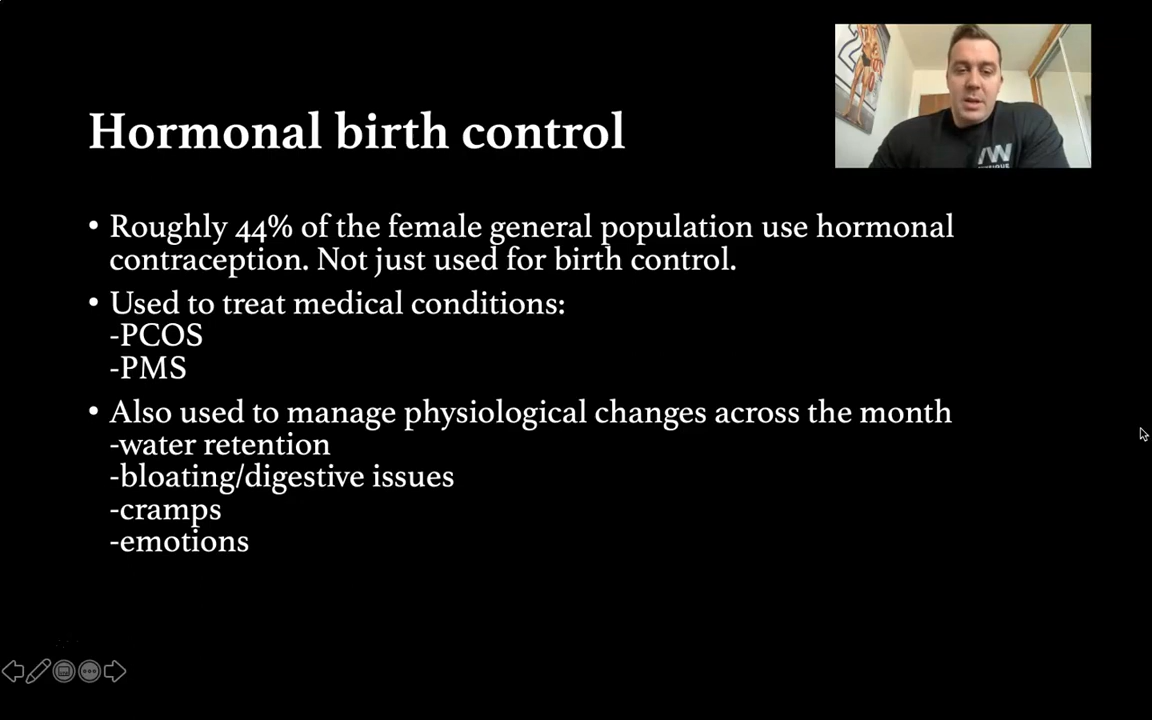 Hormonal birth control
• Roughly 44% of the female general population use hormonal
contraception. Not just used for birth control.
• Used to treat medical conditions:
-PCOS
-PMS
• Also used to manage physiological changes across the month
-water retention
-bloating/digestive issues
-cramps
-emotions